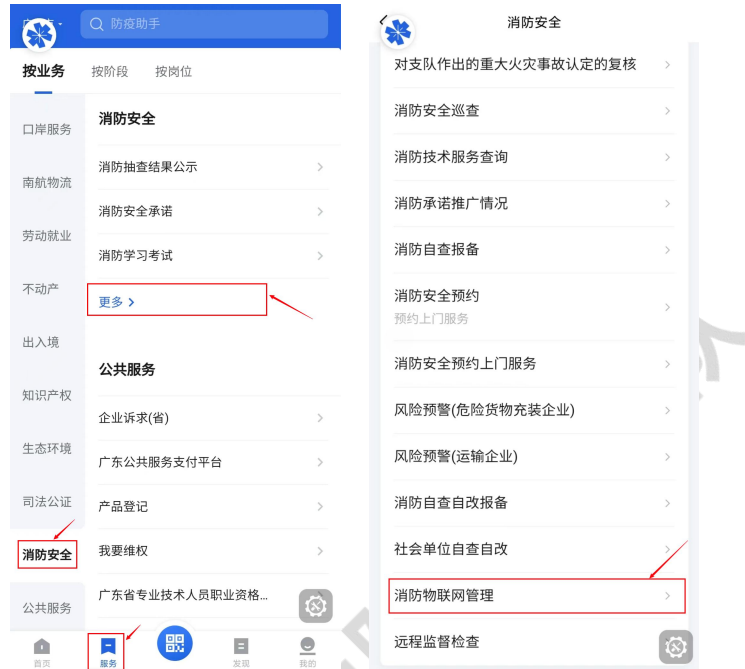 防疫助手
按业务 按阶段 按岗位
口岸服务
南航物流
劳动就业
不动产
出入境
知识产权
生态环境
司法公证
消防安全
公共服务
消防安全
消防抽查结果公示
消防安全承诺
消防学习考试
更多
公共服务
企业诉求(省)
广东公共服务支付平台
产品登记
我要维权
广东省专业技术人员职业资格...
首页 服务 发现 我的
消防安全
对支队作出的重大火灾事故认定的复核
消防安全巡查
消防技术服务查询
消防承诺推广情况
消防自查报备
消防安全预约
预约上门服务
消防安全预约上门服务
风险预警(危险货物充装企业)
风险预警(运输企业)
消防自查自改报备
社会单位自查自改
消防物联网管理
远程监督检查